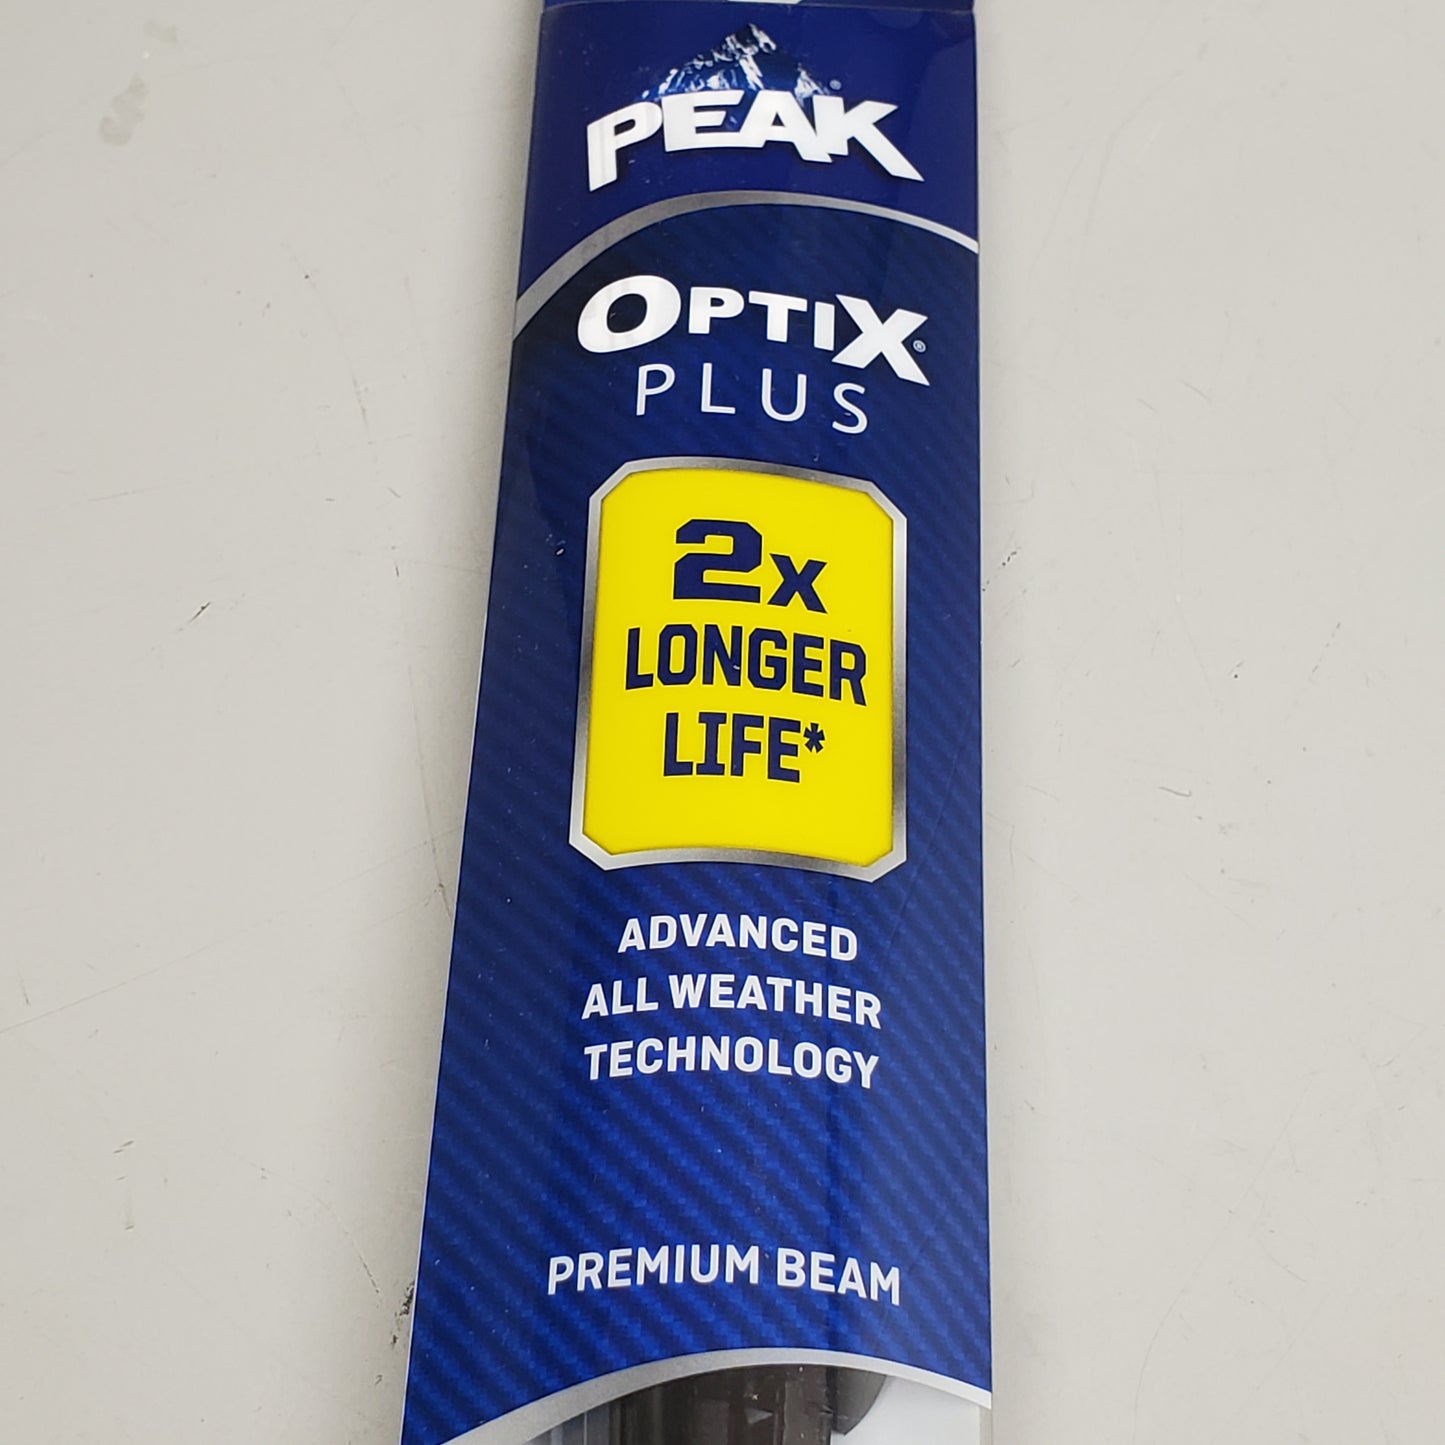 PEAK®
OPTIX®
PLUS
2X
LONGER
LIFE*
ADVANCED
ALL WEATHER
TECHNOLOGY
PREMIUM BEAM